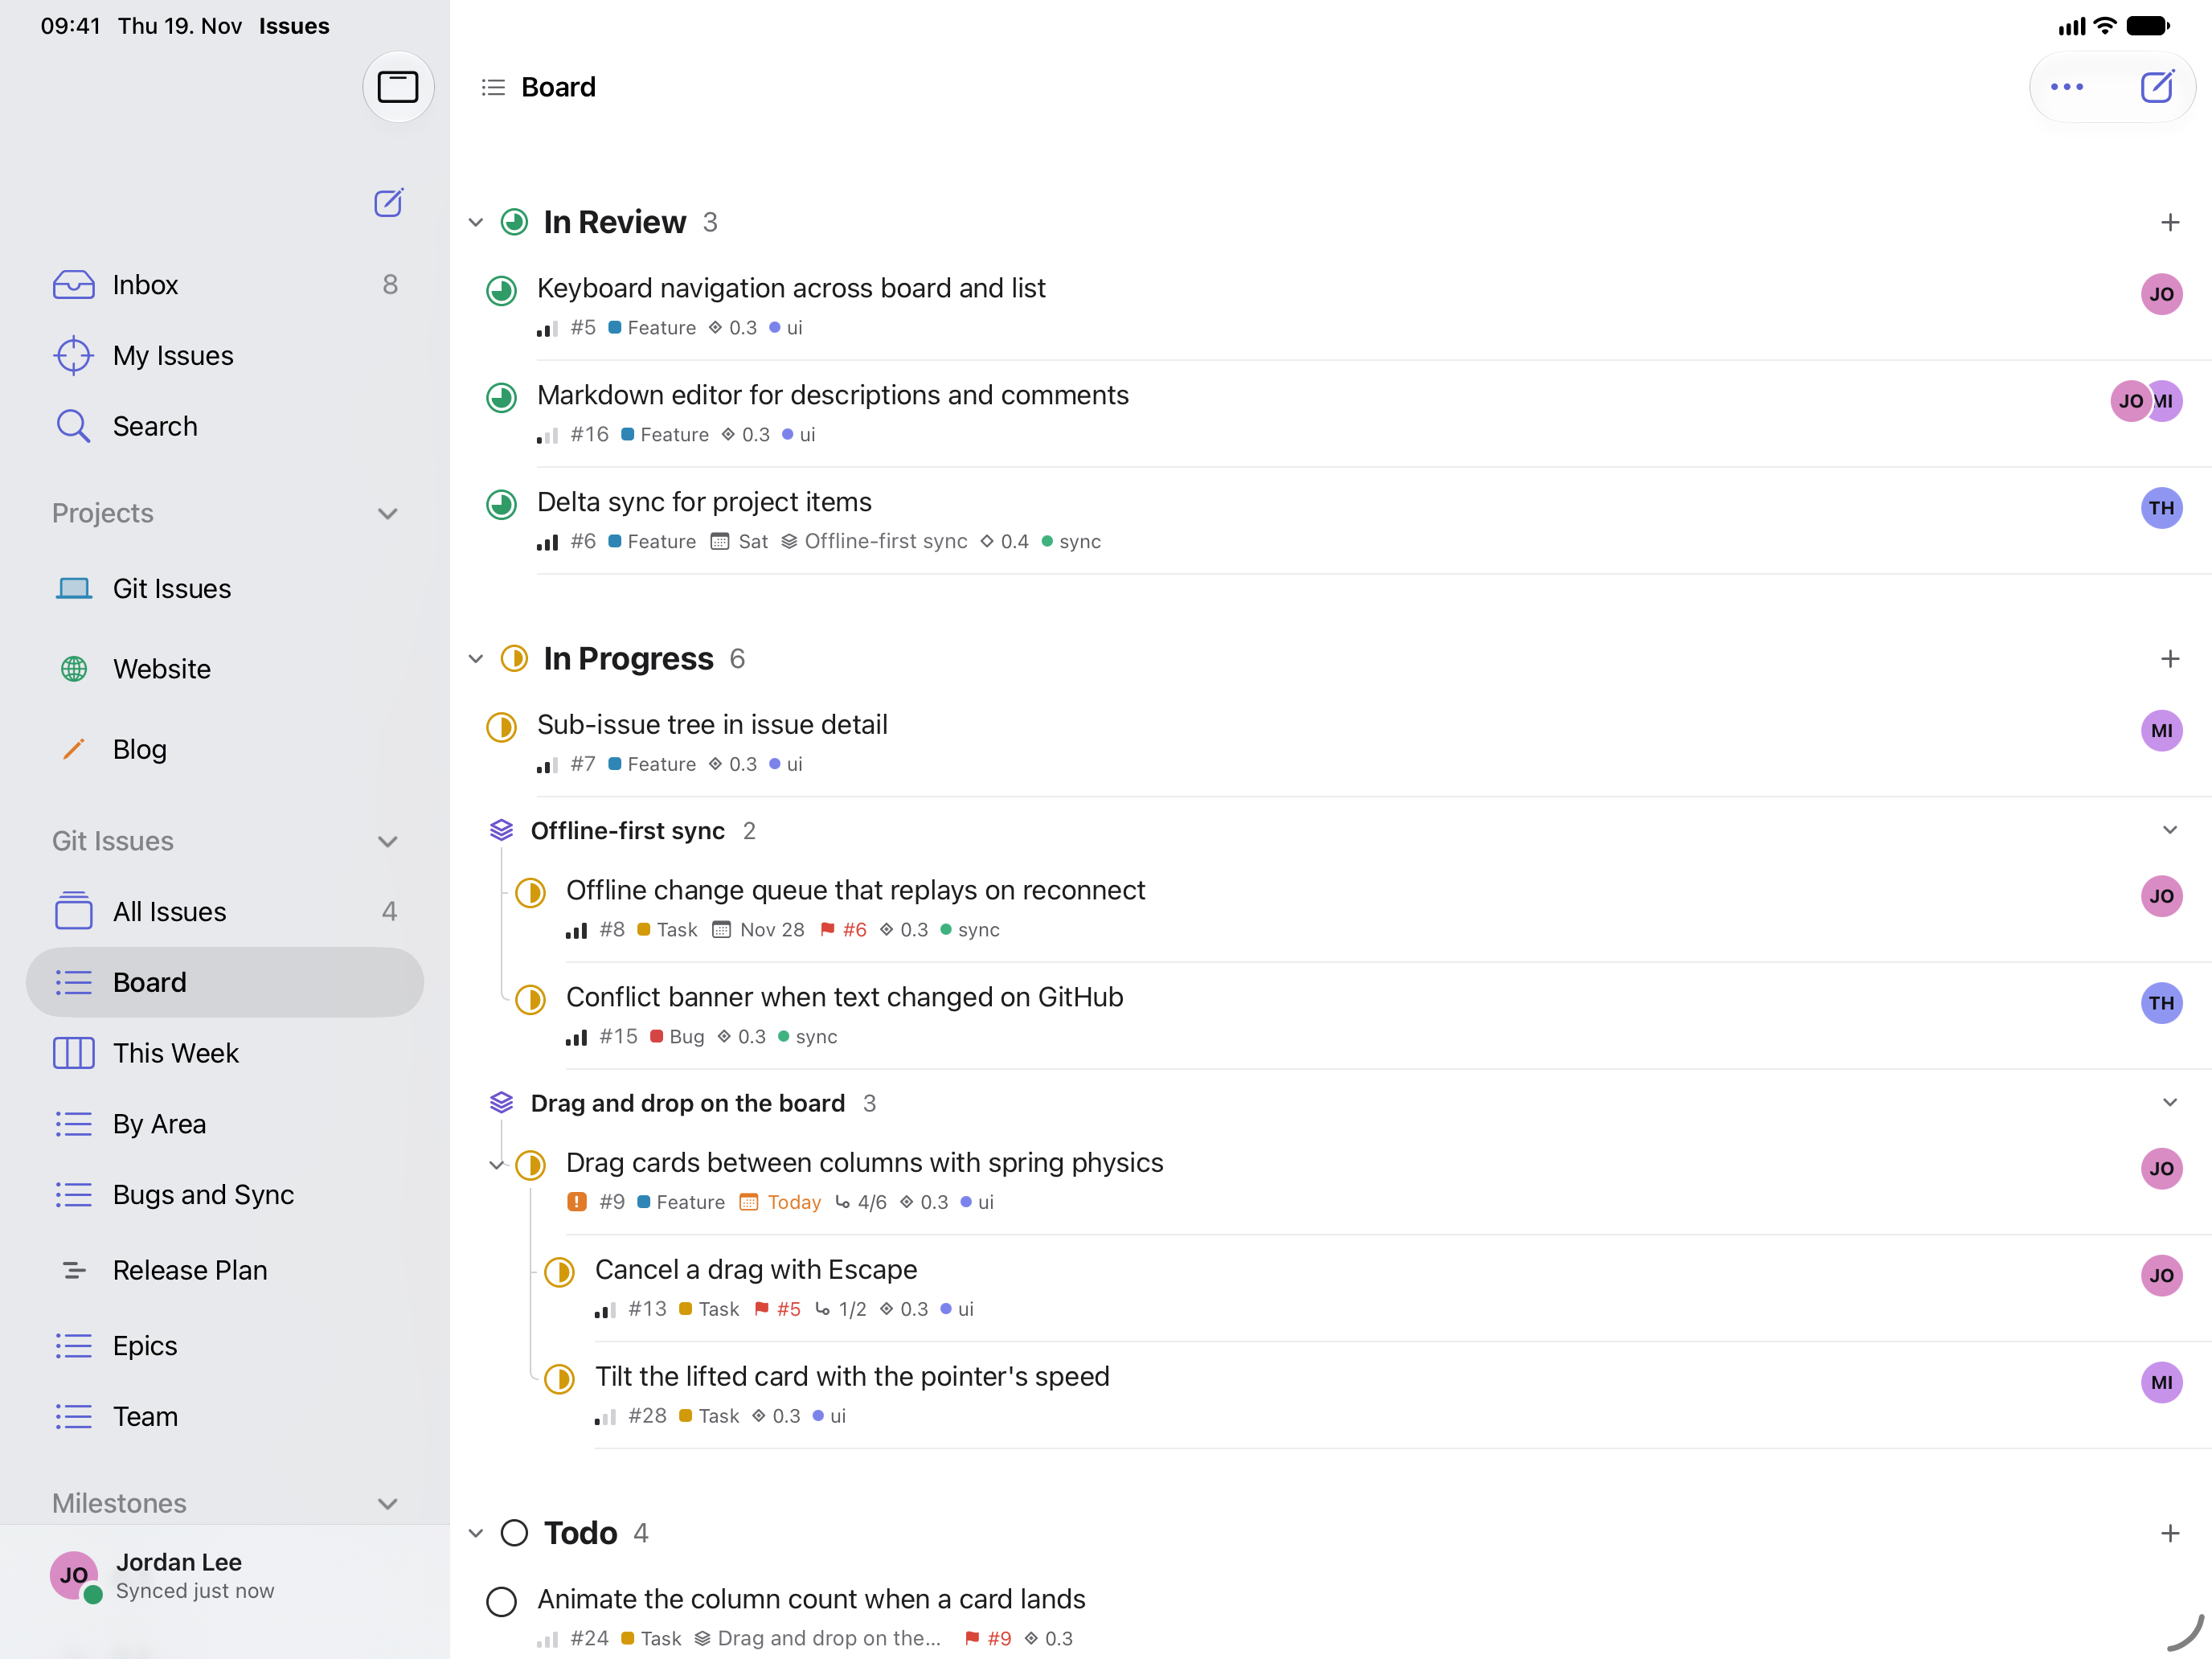 09:41 Thu 19. Nov Issues
Inbox 8
My Issues
Search
Projects
Git Issues
Website
Blog
Git Issues
All Issues 4
Board
This Week
By Area
Bugs and Sync
Release Plan
Epics
Team
Milestones
JO Jordan Lee
Synced just now
Board
In Review 3
Keyboard navigation across board and list JO
#5 Feature 0.3 ui
Markdown editor for descriptions and comments JO MI
#16 Feature 0.3 ui
Delta sync for project items TH
#6 Feature Sat Offline-first sync 0.4 sync
In Progress 6
Sub-issue tree in issue detail MI
#7 Feature 0.3 ui
Offline-first sync 2
Offline change queue that replays on reconnect JO
#8 Task Nov 28 #6 0.3 sync
Conflict banner when text changed on GitHub TH
#15 Bug 0.3 sync
Drag and drop on the board 3
Drag cards between columns with spring physics JO
#9 Feature Today 4/6 0.3 ui
Cancel a drag with Escape JO
#13 Task #5 1/2 0.3 ui
Tilt the lifted card with the pointer's speed MI
#28 Task 0.3 ui
Todo 4
Animate the column count when a card lands
#24 Task Drag and drop on the... #9 0.3